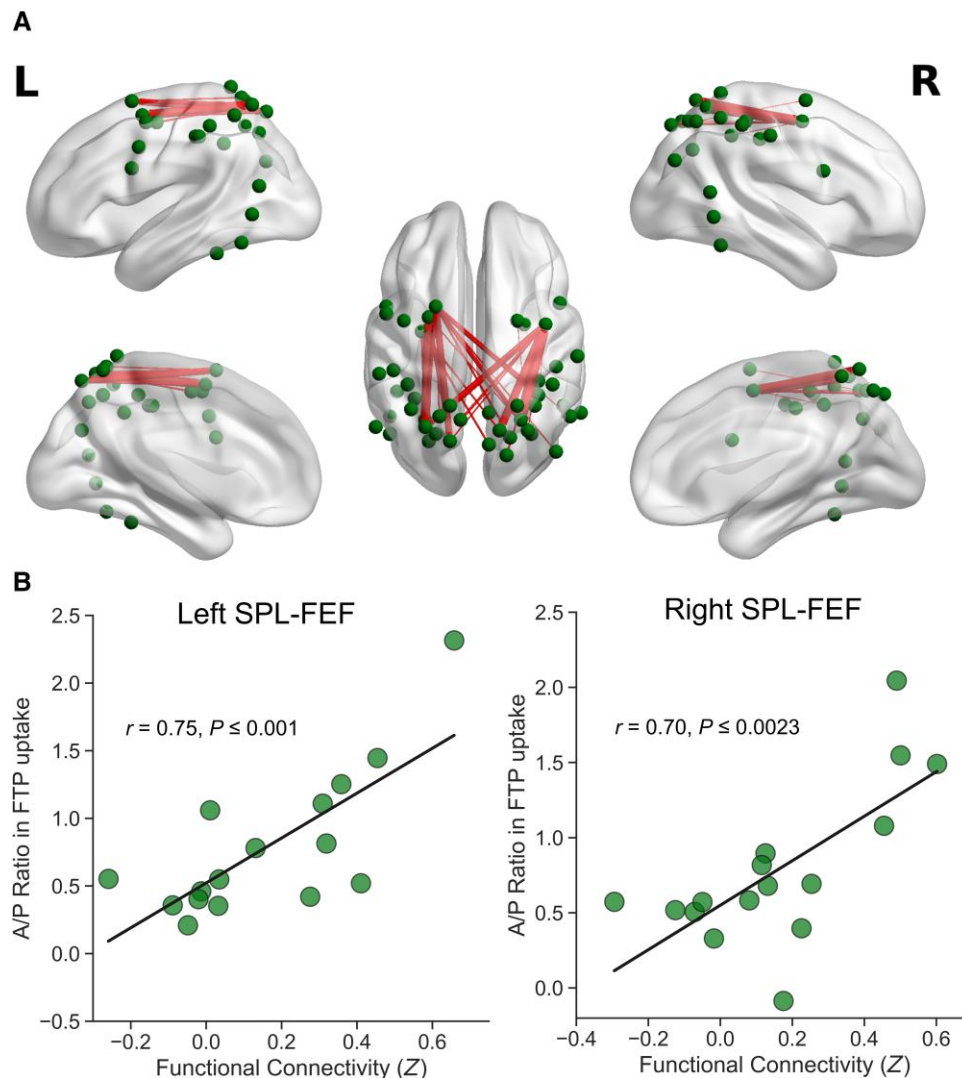 A
L
R
B
Left SPL-FEF
r = 0.75, P ≤ 0.001
A/P Ratio in FTP uptake
2.5
2.0
1.5
1.0
0.5
0.0
−0.5
−0.2
0.0
0.2
0.4
0.6
Functional Connectivity (Z)
Right SPL-FEF
r = 0.70, P ≤ 0.0023
A/P Ratio in FTP uptake
2.5
2.0
1.5
1.0
0.5
0.0
−0.4
−0.2
0.0
0.2
0.4
0.6
Functional Connectivity (Z)